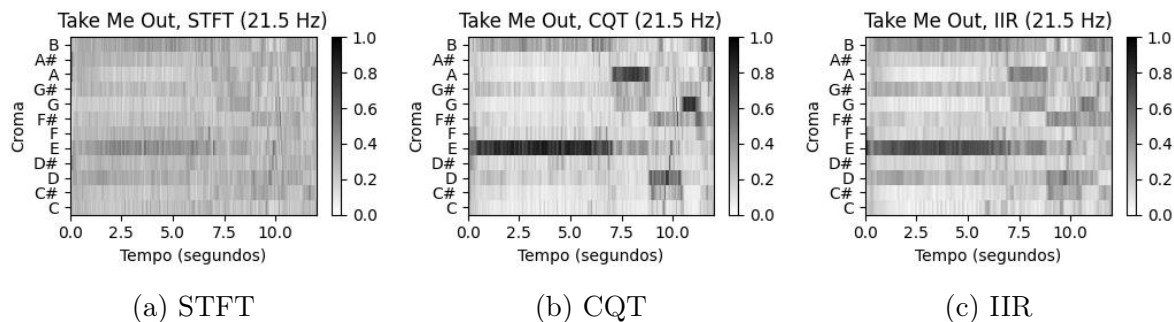 Take Me Out, STFT (21.5 Hz)
Croma
B
A#
A
G#
G
F#
F
E
D#
D
C#
C
0.0 2.5 5.0 7.5 10.0
Tempo (segundos)
1.0
0.8
0.6
0.4
0.2
0.0
(a) STFT
Take Me Out, CQT (21.5 Hz)
Croma
B
A#
A
G#
G
F#
F
E
D#
D
C#
C
0.0 2.5 5.0 7.5 10.0
Tempo (segundos)
1.0
0.8
0.6
0.4
0.2
0.0
(b) CQT
Take Me Out, IIR (21.5 Hz)
Croma
B
A#
A
G#
G
F#
F
E
D#
D
C#
C
0.0 2.5 5.0 7.5 10.0
Tempo (segundos)
1.0
0.8
0.6
0.4
0.2
0.0
(c) IIR